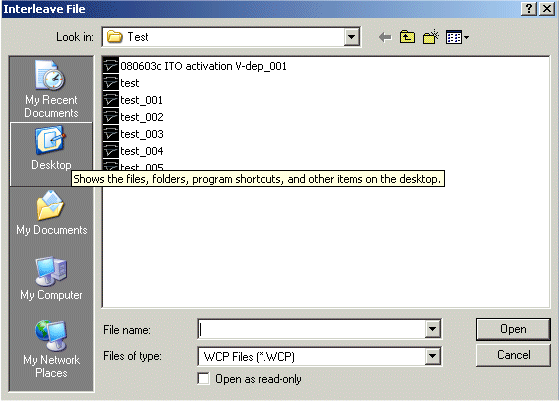 Interleave File
Look in: Test
My Recent
Documents
Desktop
My Documents
My Computer
My Network
Places
080603c ITO activation V-dep_001
test
test_001
test_002
test_003
test_004
test_005
Shows the files, folders, program shortcuts, and other items on the desktop.
File name:
Open
Files of type: WCP Files (*.WCP)
Cancel
Open as read-only